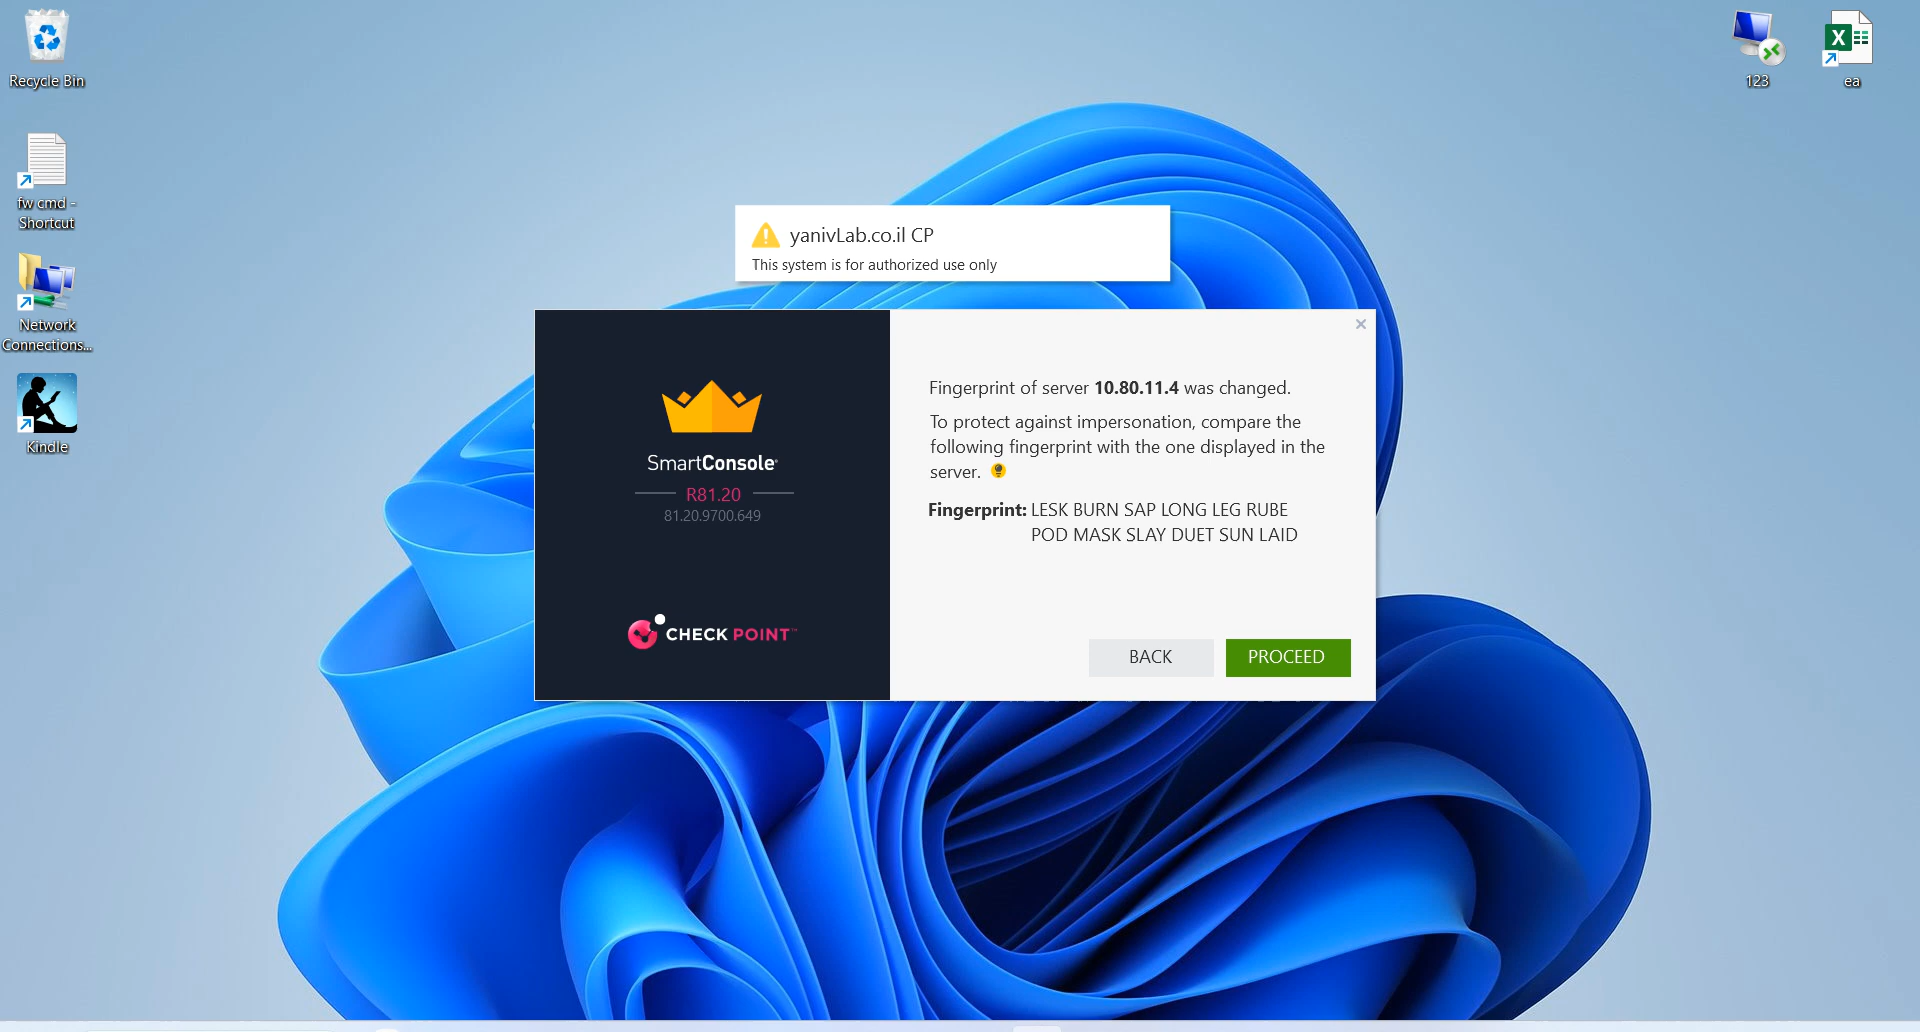 Recycle Bin
fw cmd -
Shortcut
Network
Connections...
Kindle
123
ea
yanivLab.co.il CP
This system is for authorized use only
SmartConsole
R81.20
81.20.9700.649
CHECK POINT™
Fingerprint of server 10.80.11.4 was changed.
To protect against impersonation, compare the
following fingerprint with the one displayed in the
server.
Fingerprint: LESK BURN SAP LONG LEG RUBE
POD MASK SLAY DUET SUN LAID
BACK
PROCEED